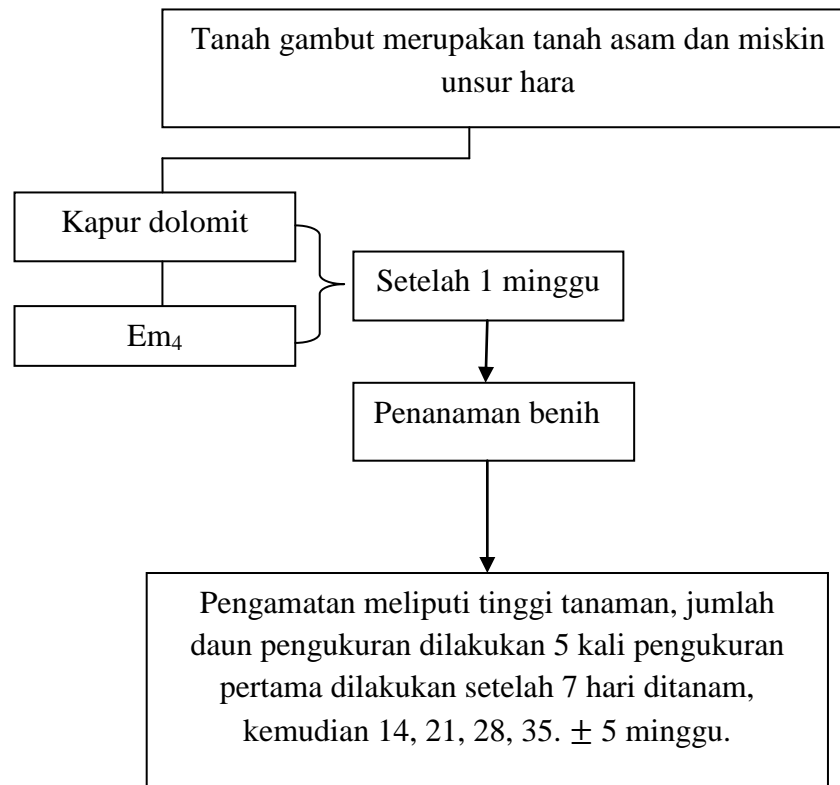 Tanah gambut merupakan tanah asam dan miskin
unsur hara
Kapur dolomit
Em₄
Setelah 1 minggu
Penanaman benih
Pengamatan meliputi tinggi tanaman, jumlah
daun pengukuran dilakukan 5 kali pengukuran
pertama dilakukan setelah 7 hari ditanam,
kemudian 14, 21, 28, 35. ± 5 minggu.